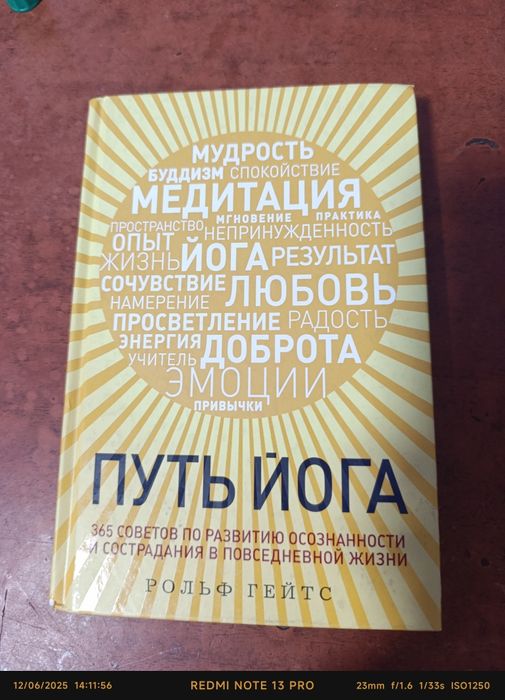 МУДРОСТЬ
БУДДИЗМ СПОКОЙСТВИЕ
МЕДИТАЦИЯ
МГНОВЕНИЕ ПРАКТИКА
ПРОСТРАНСТВО НЕПРИНУЖДЕННОСТЬ
ОПЫТ
ЖИЗНЬ ЙОГА РЕЗУЛЬТАТ
СОЧУВСТВИЕ ЛЮБОВЬ
НАМЕРЕНИЕ
ПРОСВЕТЛЕНИЕ РАДОСТЬ
ЭНЕРГИЯ
УЧИТЕЛЬ ДОБРОТА
ЭМОЦИИ
ПРИВЫЧКИ
ПУТЬ ЙОГА
365 СОВЕТОВ ПО РАЗВИТИЮ ОСОЗНАННОСТИ
И СОСТРАДАНИЯ В ПОВСЕДНЕВНОЙ ЖИЗНИ
РОЛЬФ ГЕЙТС
12/06/2025 14:11:56 REDMI NOTE 13 PRO 23mm f/1.6 1/33s ISO1250